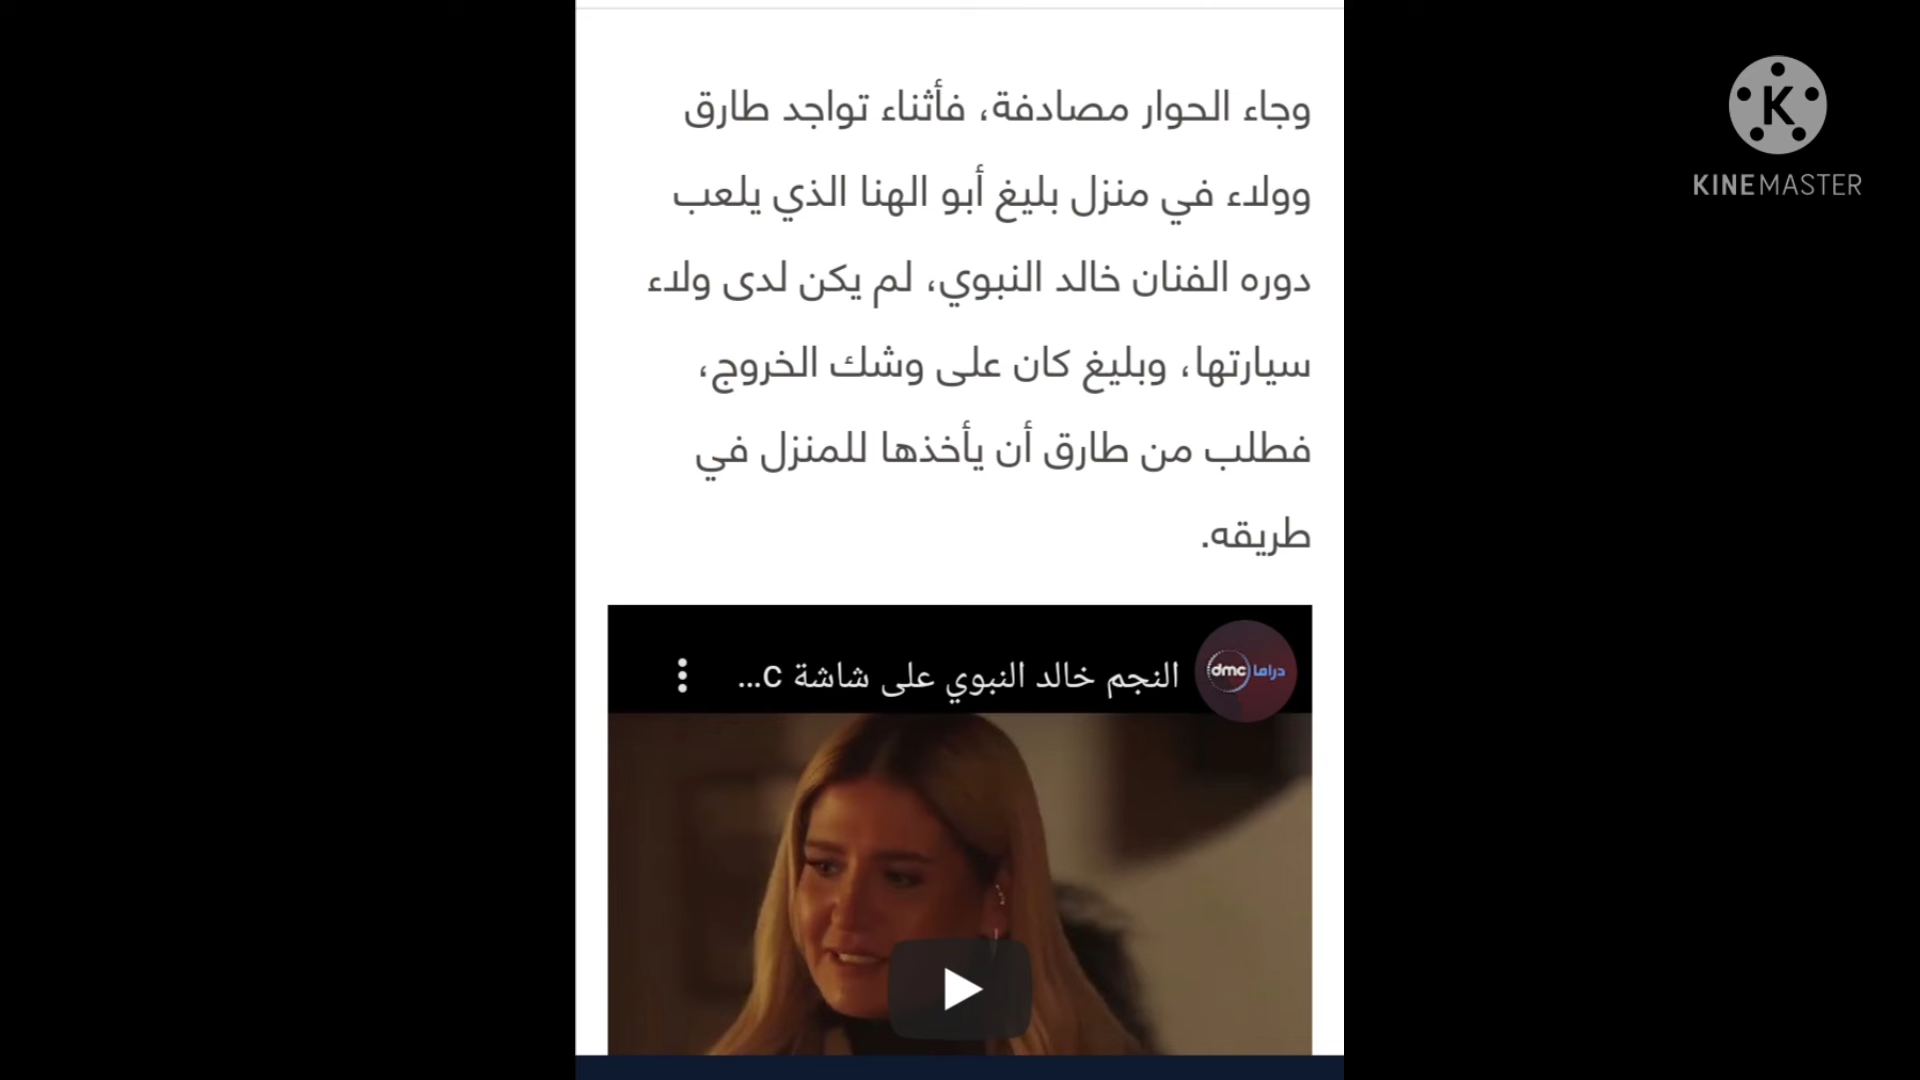 وجاء الحوار مصادفة، فأثناء تواجد طارق
وولاء في منزل بليغ أبو الهنا الذي يلعب
دوره الفنان خالد النبوي، لم يكن لدى ولاء
سيارتها، وبليغ كان على وشك الخروج،
فطلب من طارق أن يأخذها للمنزل في
طريقه.
النجم خالد النبوي على شاشة c...
dmc دراما
K
KINEMASTER